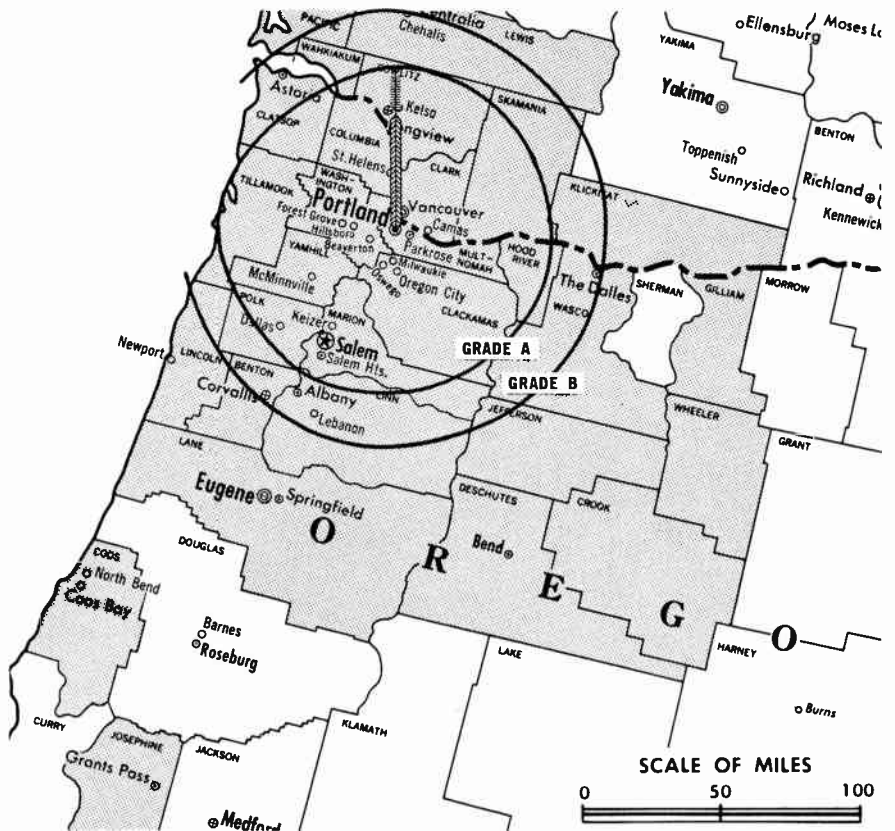 PACIFIC
Centralia
Chehalis
LEWIS
Ellensburg
Moses La
YAKIMA
WAHKIAKUM
COWLITZ
Astoria
Kelso
Longview
SKAMANIA
Yakima
CLATSOP
COLUMBIA
BENTON
St. Helens
CLARK
Toppenish
Sunnyside
Richland
WASH-
INGTON
TILLAMOOK
KLICKITAT
Kennewick
Portland
Vancouver
Camas
Forest Grove
Hillsboro
Beaverton
Parkrose
MULT-
NOMAH
HOOD
RIVER
YAMHILL
Milwaukie
Oswego
Oregon City
McMinnville
The Dalles
SHERMAN
GILLIAM
MORROW
WASCO
POLK
MARION
CLACKAMAS
Dallas
Keizer
Salem
Salem Hts.
GRADE A
Newport
LINCOLN
BENTON
GRADE B
Corvallis
Albany
LINN
Lebanon
JEFFERSON
WHEELER
LANE
GRANT
Eugene
Springfield
DESCHUTES
CROOK
O R E G O
Bend
DOUGLAS
COOS
North Bend
Coos Bay
Barnes
Roseburg
LAKE
HARNEY
Burns
CURRY
KLAMATH
JOSEPHINE
JACKSON
Grants Pass
Medford
SCALE OF MILES
0 50 100